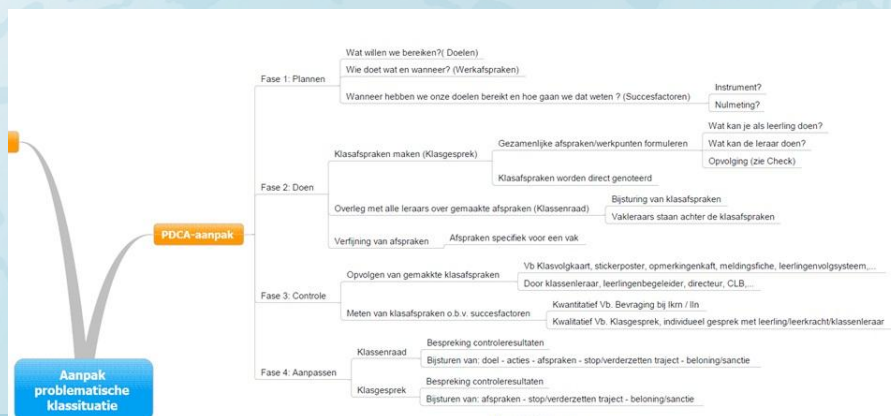 Wat willen we bereiken?( Doelen)
Wie doet wat en wanneer? (Werkafspraken)
Fase 1: Plannen
Wanneer hebben we onze doelen bereikt en hoe gaan we dat weten ? (Succesfactoren)
Instrument?
Nulmeting?
Klasafspraken maken (Klasgesprek)
Gezamenlijke afspraken/werkpunten formuleren
Wat kan je als leerling doen?
Wat kan de leraar doen?
Opvolging (zie Check)
Klasafspraken worden direct genoteerd
Fase 2: Doen
Overleg met alle leraars over gemaakte afspraken (Klassenraad)
Bijsturing van klasafspraken
Vakleraars staan achter de klasafspraken
PDCA-aanpak
Verfijning van afspraken
Afspraken specifiek voor een vak
Opvolgen van gemakkte klasafspraken
Vb Klasvolgkaart, stickerposter, opmerkingenkaft, meldingsfiche, leerlingenvolgsysteem,...
Door klassenleraar, leerlingenbegeleider, directeur, CLB,...
Fase 3: Controle
Meten van klasafspraken o.b.v. succesfactoren
Kwantitatief Vb. Bevraging bij lkrn / lln
Kwalitatief Vb. Klasgesprek, individueel gesprek met leerling/leerkracht/klassenleraar
Fase 4: Aanpassen
Klassenraad
Bespreking controleresultaten
Bijsturen van: doel - acties - afspraken - stop/verderzetten traject - beloning/sanctie
Klasgesprek
Bespreking controleresultaten
Bijsturen van: afspraken - stop/verderzetten traject - beloning/sanctie
Aanpak
problematische
klassituatie